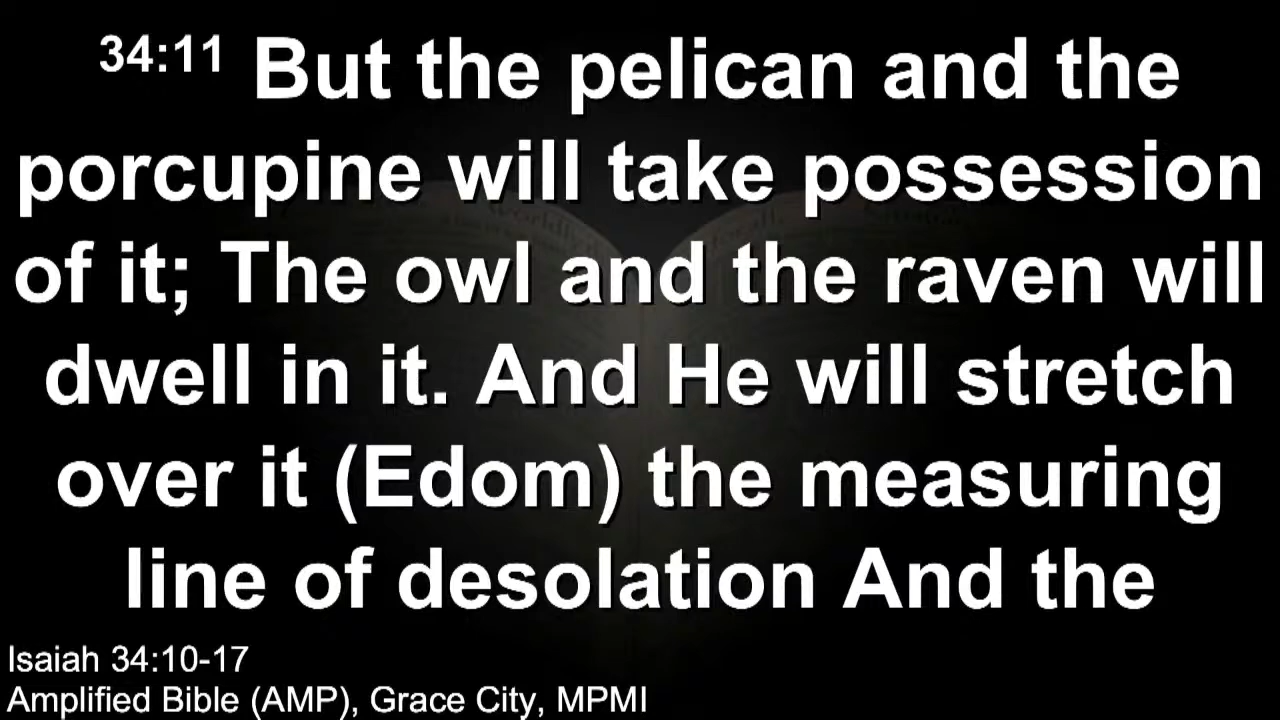 34:11 But the pelican and the
porcupine will take possession
of it; The owl and the raven will
dwell in it. And He will stretch
over it (Edom) the measuring
line of desolation And the
Isaiah 34:10-17
Amplified Bible (AMP), Grace City, MPMI